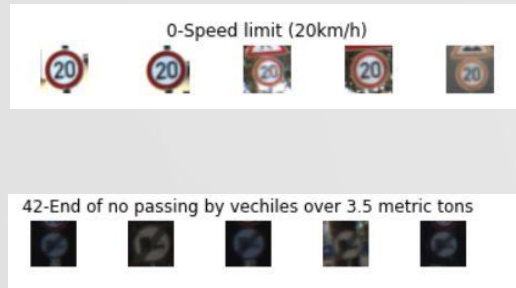 0-Speed limit (20km/h)
20 20 20 20 20
42-End of no passing by vechiles over 3.5 metric tons